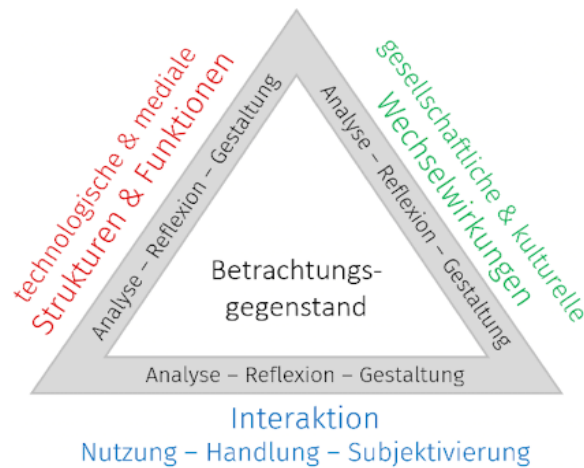 technologische & mediale
Strukturen & Funktionen
Analyse – Reflexion – Gestaltung
gesellschaftliche & kulturelle
Wechselwirkungen
Analyse – Reflexion – Gestaltung
Betrachtungs-
gegenstand
Analyse – Reflexion – Gestaltung
Interaktion
Nutzung – Handlung – Subjektivierung